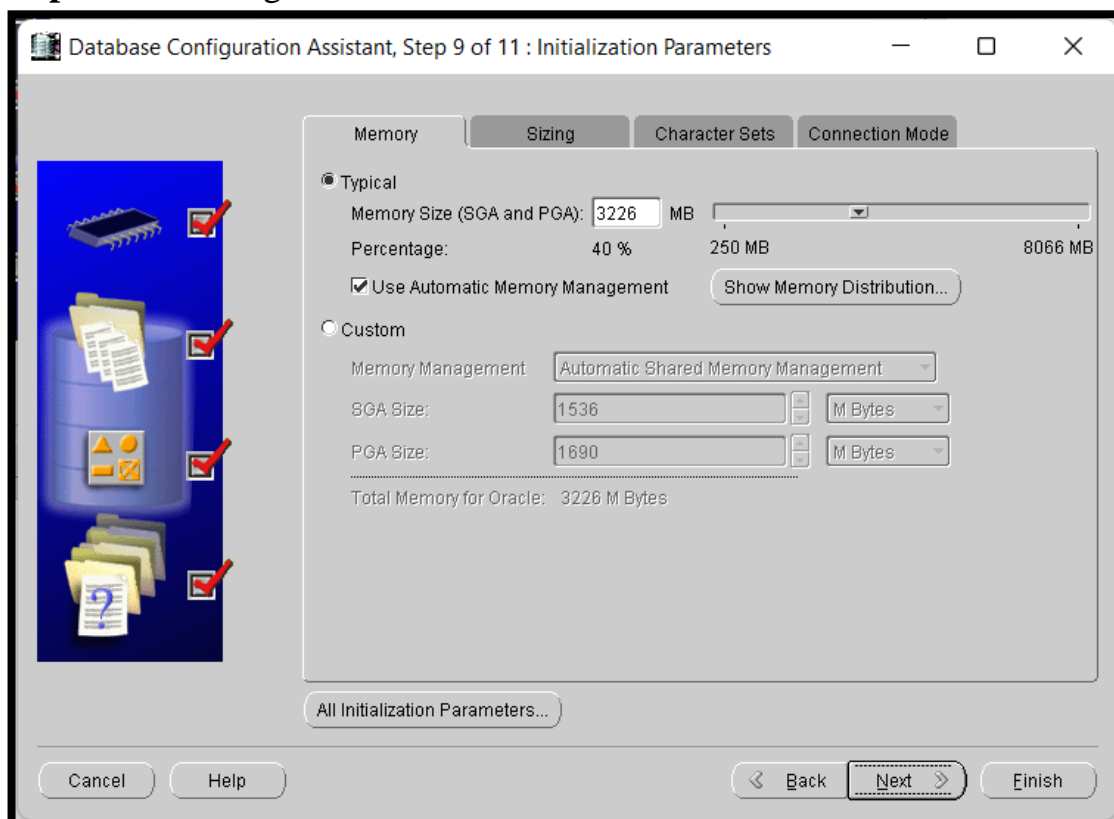 Database Configuration Assistant, Step 9 of 11 : Initialization Parameters
Memory Sizing Character Sets Connection Mode
Typical
Memory Size (SGA and PGA): 3226 MB
Percentage: 40 % 250 MB 8066 MB
Use Automatic Memory Management Show Memory Distribution...
Custom
Memory Management Automatic Shared Memory Management
SGA Size: 1536 M Bytes
PGA Size: 1690 M Bytes
Total Memory for Oracle: 3226 M Bytes
?
All Initialization Parameters...
Cancel Help Back Next Finish